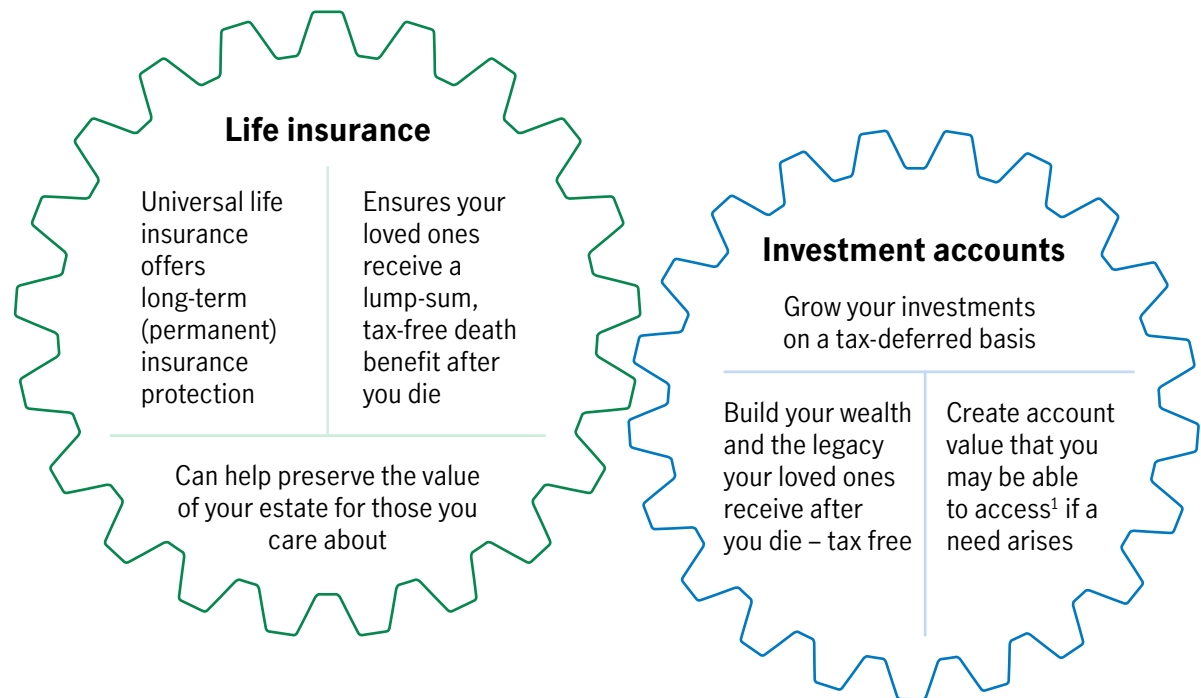 Life insurance
Universal life
insurance
offers
long-term
(permanent)
insurance
protection
Ensures your
loved ones
receive a
lump-sum,
tax-free death
benefit after
you die
Can help preserve the value
of your estate for those you
care about
Investment accounts
Grow your investments
on a tax-deferred basis
Build your wealth
and the legacy
your loved ones
receive after
you die – tax free
Create account
value that you
may be able
to access¹ if a
need arises